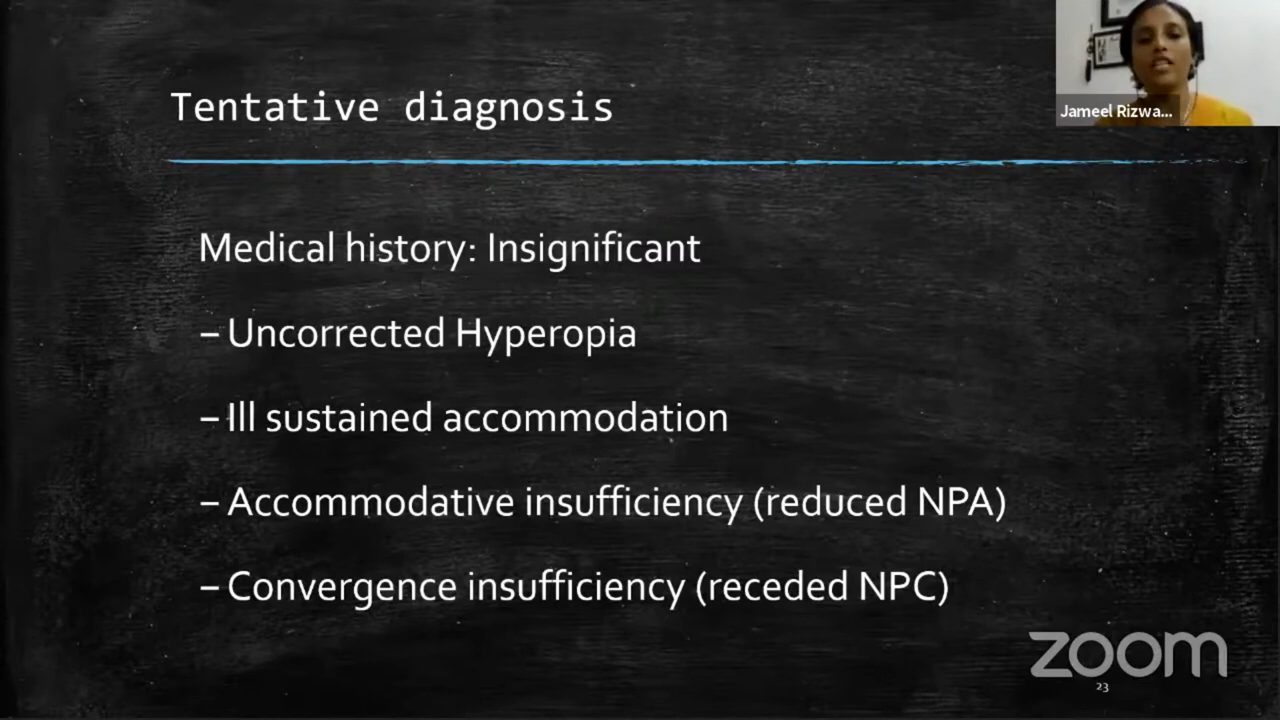 Tentative diagnosis
Jameel Rizwa...
Medical history: Insignificant
– Uncorrected Hyperopia
– Ill sustained accommodation
– Accommodative insufficiency (reduced NPA)
– Convergence insufficiency (receded NPC)
zoom
23